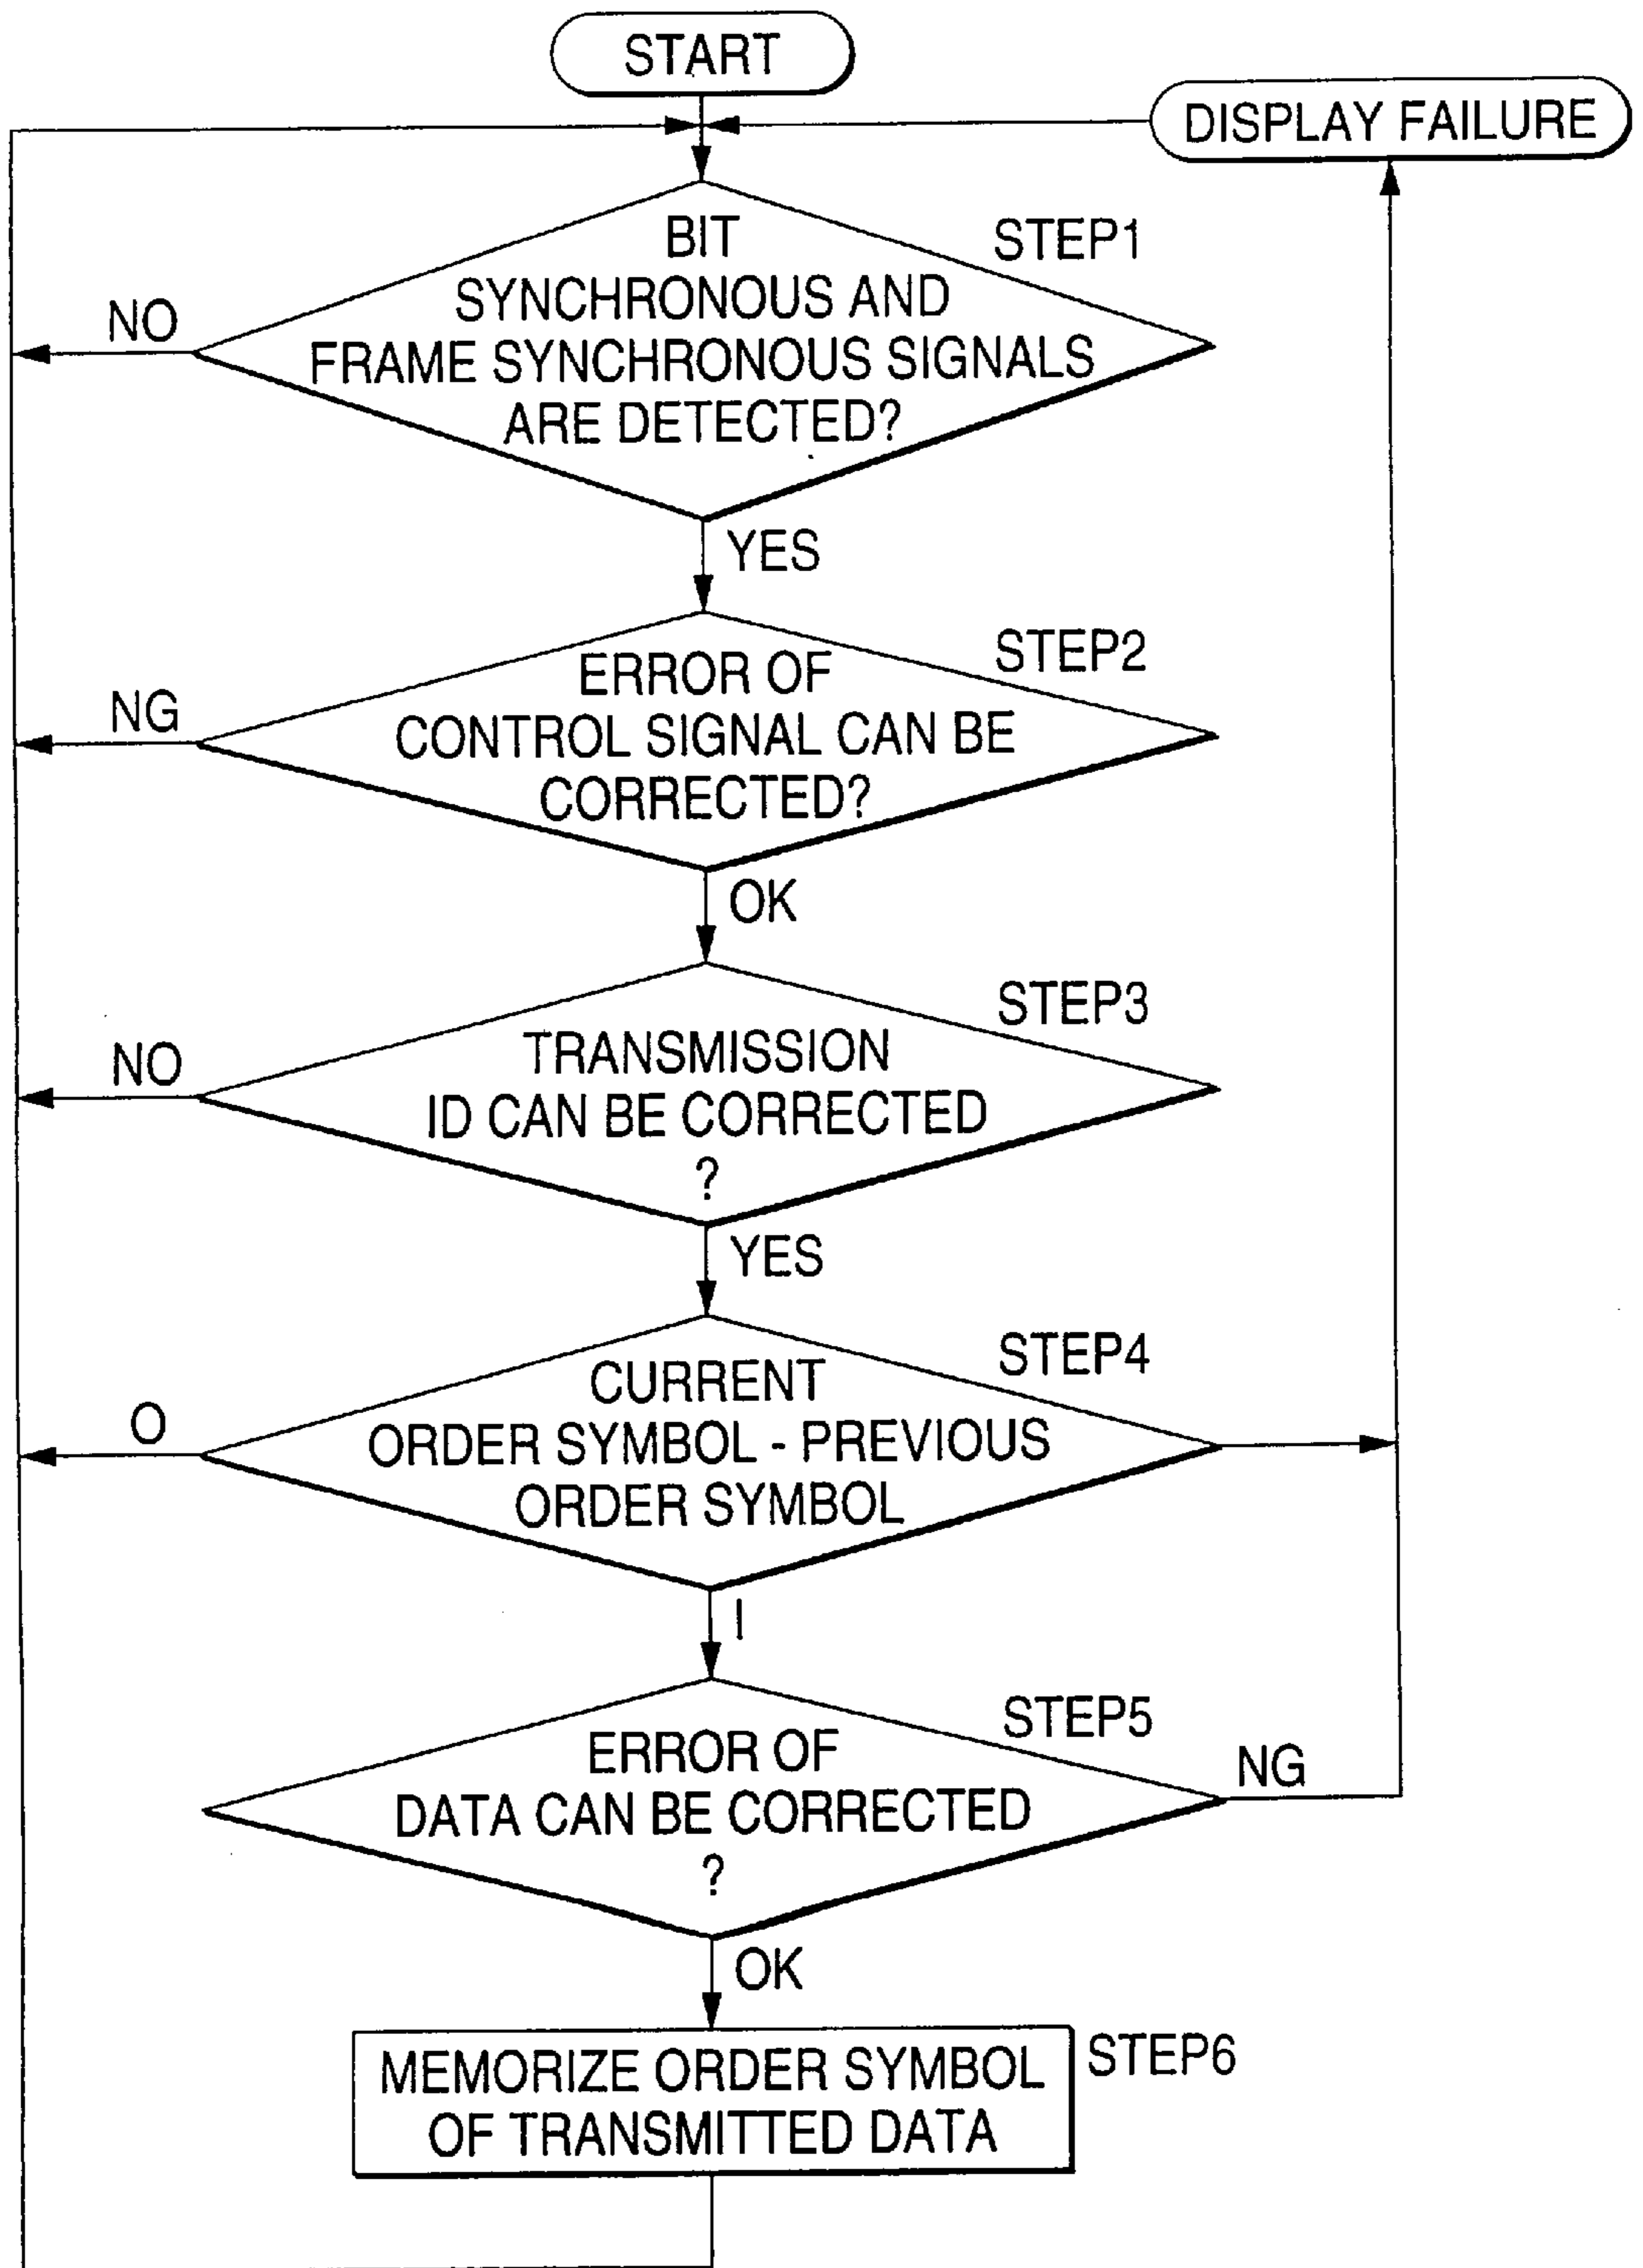 START
DISPLAY FAILURE
BIT
SYNCHRONOUS AND
FRAME SYNCHRONOUS SIGNALS
ARE DETECTED?
STEP1
NO
YES
ERROR OF
CONTROL SIGNAL CAN BE
CORRECTED?
STEP2
NG
OK
TRANSMISSION
ID CAN BE CORRECTED
?
STEP3
NO
YES
CURRENT
ORDER SYMBOL - PREVIOUS
ORDER SYMBOL
STEP4
O
I
ERROR OF
DATA CAN BE CORRECTED
?
STEP5
NG
OK
MEMORIZE ORDER SYMBOL
OF TRANSMITTED DATA
STEP6